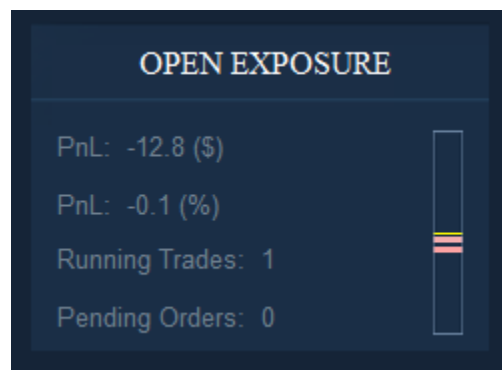 OPEN EXPOSURE
PnL: -12.8 ($)
PnL: -0.1 (%)
Running Trades: 1
Pending Orders: 0